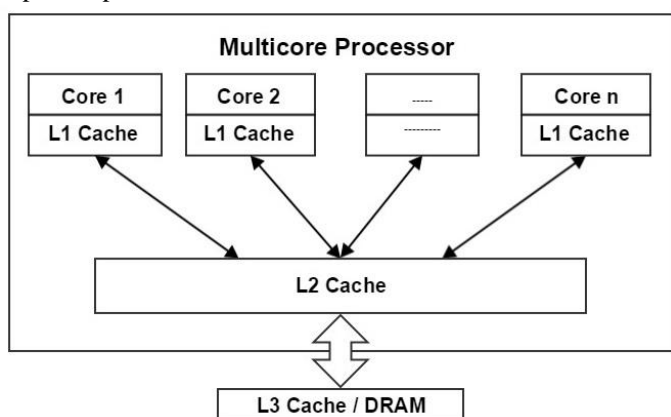 Multicore Processor
Core 1
L1 Cache
Core 2
L1 Cache
-----
---------
Core n
L1 Cache
L2 Cache
L3 Cache / DRAM